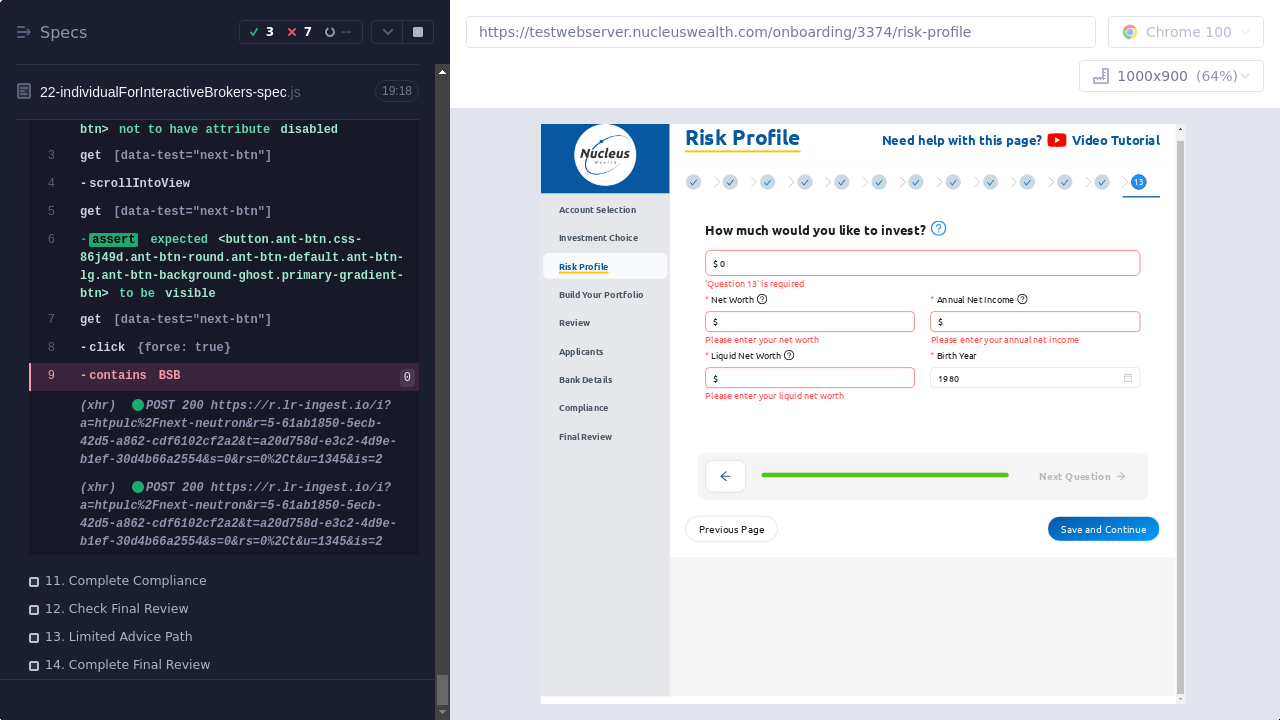 Specs
3
7
--
22-individualForInteractiveBrokers-spec.js
19:18
btn> not to have attribute disabled
3 get [data-test="next-btn"]
4 -scrollIntoView
5 get [data-test="next-btn"]
6 -assert expected <button.ant-btn.css-
86j49d.ant-btn-round.ant-btn-default.ant-btn-
lg.ant-btn-background-ghost.primary-gradient-
btn> to be visible
7 get [data-test="next-btn"]
8 -click {force: true}
9 -contains BSB 0
(xhr) POST 200 https://r.lr-ingest.io/i?
a=htpulc%2Fnext-neutron&r=5-61ab1850-5ecb-
42d5-a862-cdf6102cf2a2&t=a20d758d-e3c2-4d9e-
b1ef-30d4b66a2554&s=0&rs=0%2Ct&u=1345&is=2
(xhr) POST 200 https://r.lr-ingest.io/i?
a=htpulc%2Fnext-neutron&r=5-61ab1850-5ecb-
42d5-a862-cdf6102cf2a2&t=a20d758d-e3c2-4d9e-
b1ef-30d4b66a2554&s=0&rs=0%2Ct&u=1345&is=2
11. Complete Compliance
12. Check Final Review
13. Limited Advice Path
14. Complete Final Review
https://testwebserver.nucleuswealth.com/onboarding/3374/risk-profile
Chrome 100
1000x900 (64%)
Nucleus
Wealth
Account Selection
Investment Choice
Risk Profile
Build Your Portfolio
Review
Applicants
Bank Details
Compliance
Final Review
Risk Profile
Need help with this page? Video Tutorial
13
How much would you like to invest?
$ 0
'Question 13' is required
* Net Worth
* Annual Net Income
$
$
Please enter your net worth
Please enter your annual net income
* Liquid Net Worth
* Birth Year
$
1980
Please enter your liquid net worth
Next Question
Previous Page
Save and Continue